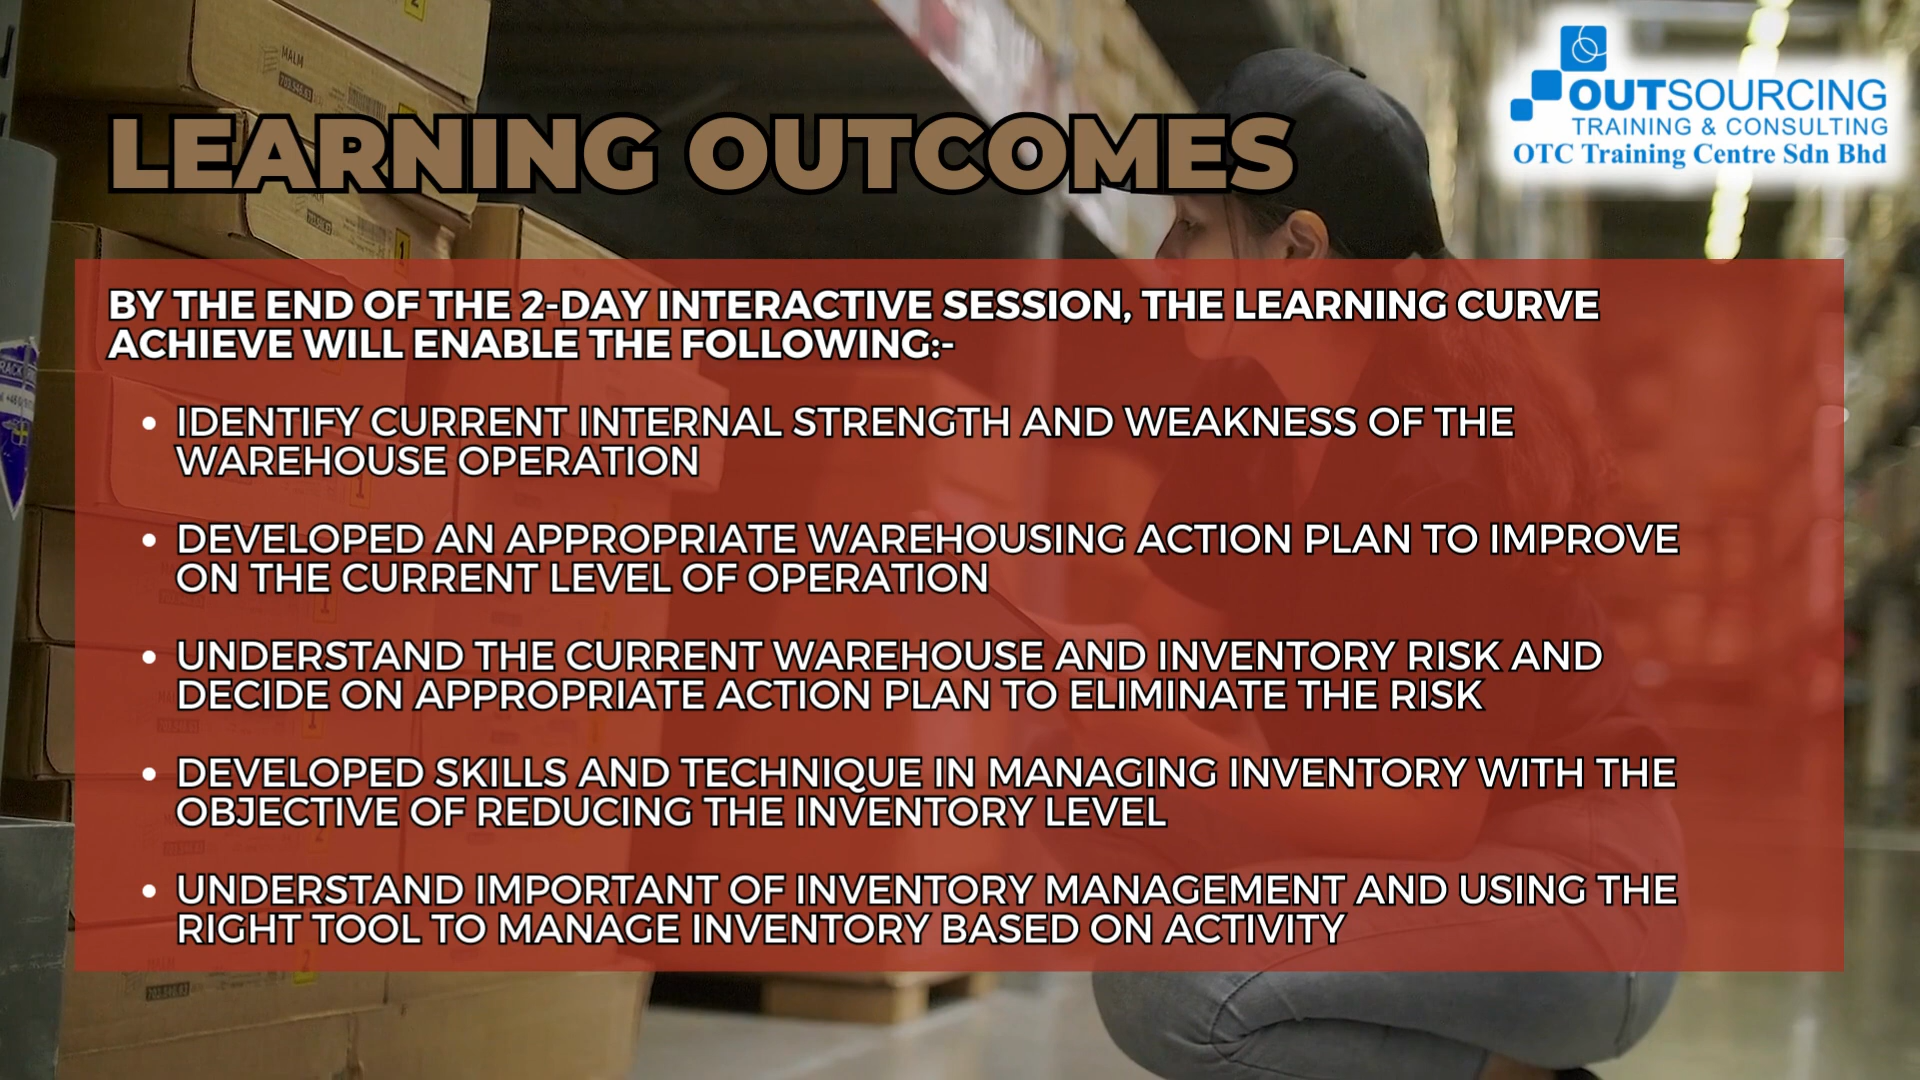 MALM
OUTSOURCING
TRAINING & CONSULTING
OTC Training Centre Sdn Bhd
LEARNING OUTCOMES
BY THE END OF THE 2-DAY INTERACTIVE SESSION, THE LEARNING CURVE
ACHIEVE WILL ENABLE THE FOLLOWING:-
• IDENTIFY CURRENT INTERNAL STRENGTH AND WEAKNESS OF THE
WAREHOUSE OPERATION
• DEVELOPED AN APPROPRIATE WAREHOUSING ACTION PLAN TO IMPROVE
ON THE CURRENT LEVEL OF OPERATION
• UNDERSTAND THE CURRENT WAREHOUSE AND INVENTORY RISK AND
DECIDE ON APPROPRIATE ACTION PLAN TO ELIMINATE THE RISK
• DEVELOPED SKILLS AND TECHNIQUE IN MANAGING INVENTORY WITH THE
OBJECTIVE OF REDUCING THE INVENTORY LEVEL
• UNDERSTAND IMPORTANT OF INVENTORY MANAGEMENT AND USING THE
RIGHT TOOL TO MANAGE INVENTORY BASED ON ACTIVITY